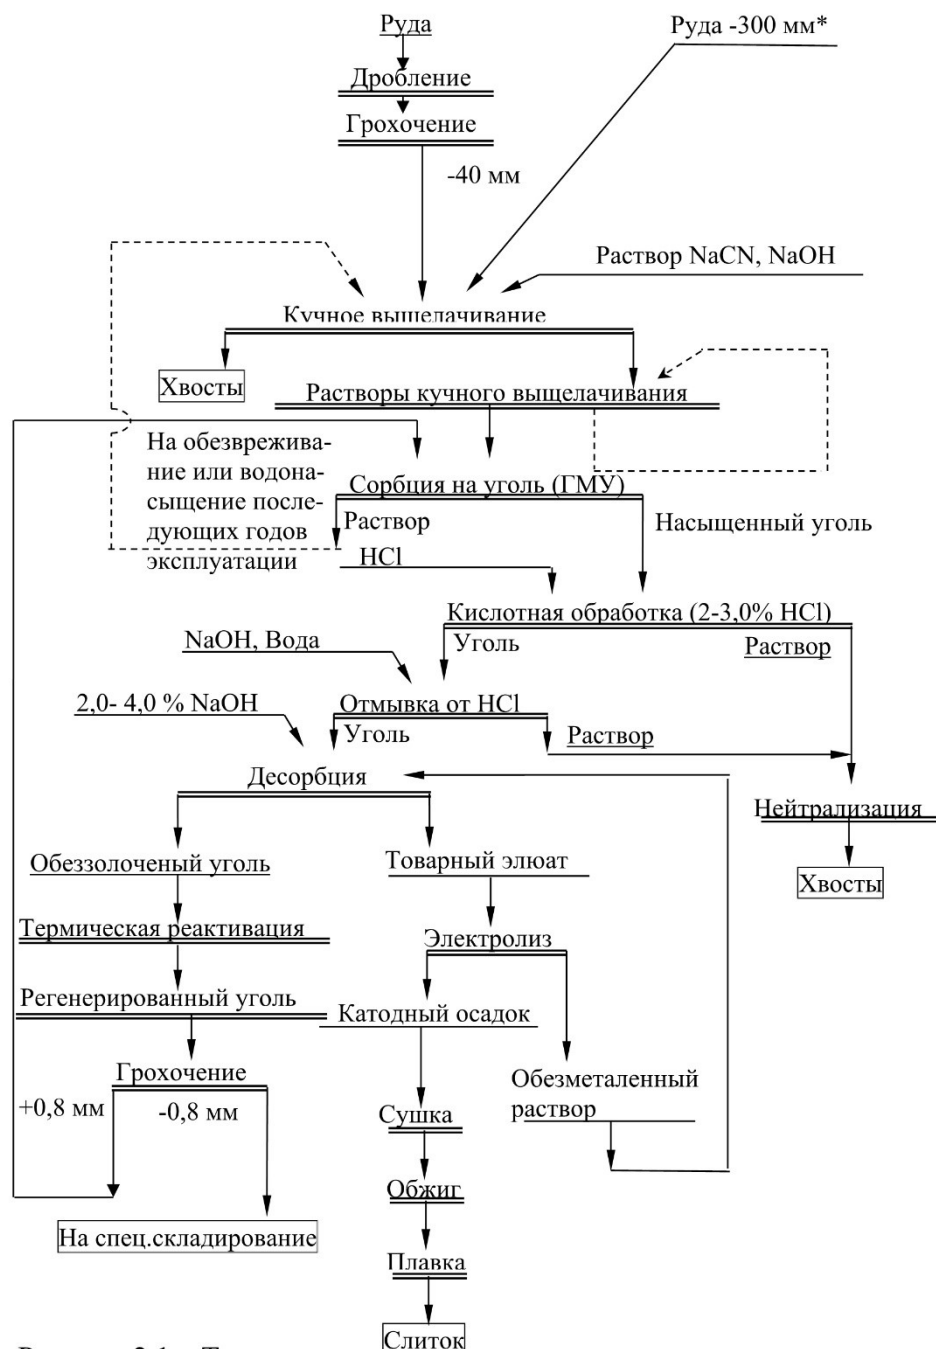 Руда
Руда -300 мм*
Дробление
Грохочение
-40 мм
Раствор NaCN, NaOH
Кучное выщелачивание
Хвосты
Растворы кучного выщелачивания
На обезврежива-
ние или водона-
сыщение после-
дующих годов
эксплуатации
Сорбция на уголь (ГМУ)
Раствор
Насыщенный уголь
HCl
Кислотная обработка (2-3,0% HCl)
NaOH, Вода
Уголь
Раствор
2,0- 4,0 % NaOH
Отмывка от HCl
Уголь
Раствор
Десорбция
Нейтрализация
Обеззолоченый уголь
Товарный элюат
Хвосты
Термическая реактивация
Электролиз
Регенерированный уголь
Катодный осадок
Грохочение
Обезметаленный
раствор
+0,8 мм
-0,8 мм
Сушка
Обжиг
На спец.складирование
Плавка
Слиток